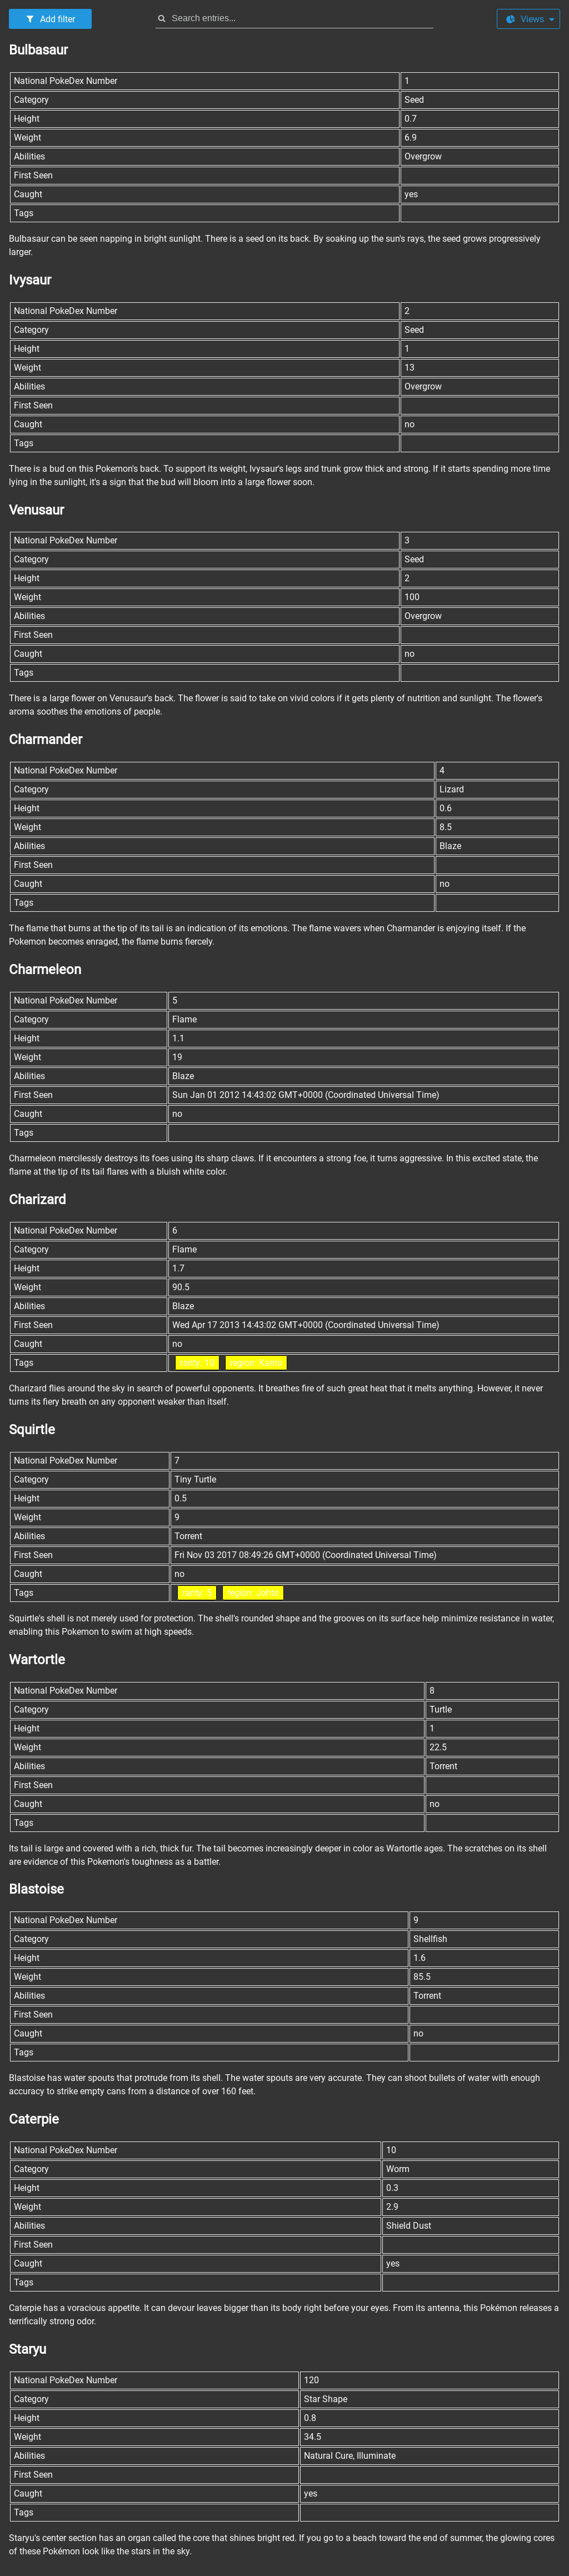 Add filter
Search entries...
Views
Bulbasaur
National PokeDex Number 1
Category Seed
Height 0.7
Weight 6.9
Abilities Overgrow
First Seen
Caught yes
Tags
Bulbasaur can be seen napping in bright sunlight. There is a seed on its back. By soaking up the sun's rays, the seed grows progressively
larger.
Ivysaur
National PokeDex Number 2
Category Seed
Height 1
Weight 13
Abilities Overgrow
First Seen
Caught no
Tags
There is a bud on this Pokemon's back. To support its weight, Ivysaur's legs and trunk grow thick and strong. If it starts spending more time
lying in the sunlight, it's a sign that the bud will bloom into a large flower soon.
Venusaur
National PokeDex Number 3
Category Seed
Height 2
Weight 100
Abilities Overgrow
First Seen
Caught no
Tags
There is a large flower on Venusaur's back. The flower is said to take on vivid colors if it gets plenty of nutrition and sunlight. The flower's
aroma soothes the emotions of people.
Charmander
National PokeDex Number 4
Category Lizard
Height 0.6
Weight 8.5
Abilities Blaze
First Seen
Caught no
Tags
The flame that burns at the tip of its tail is an indication of its emotions. The flame wavers when Charmander is enjoying itself. If the
Pokemon becomes enraged, the flame burns fiercely.
Charmeleon
National PokeDex Number 5
Category Flame
Height 1.1
Weight 19
Abilities Blaze
First Seen Sun Jan 01 2012 14:43:02 GMT+0000 (Coordinated Universal Time)
Caught no
Tags
Charmeleon mercilessly destroys its foes using its sharp claws. If it encounters a strong foe, it turns aggressive. In this excited state, the
flame at the tip of its tail flares with a bluish white color.
Charizard
National PokeDex Number 6
Category Flame
Height 1.7
Weight 90.5
Abilities Blaze
First Seen Wed Apr 17 2013 14:43:02 GMT+0000 (Coordinated Universal Time)
Caught no
Tags rarity: 10 region: Kanto
Charizard flies around the sky in search of powerful opponents. It breathes fire of such great heat that it melts anything. However, it never
turns its fiery breath on any opponent weaker than itself.
Squirtle
National PokeDex Number 7
Category Tiny Turtle
Height 0.5
Weight 9
Abilities Torrent
First Seen Fri Nov 03 2017 08:49:26 GMT+0000 (Coordinated Universal Time)
Caught no
Tags rarity: 5 region: Johto
Squirtle's shell is not merely used for protection. The shell's rounded shape and the grooves on its surface help minimize resistance in water,
enabling this Pokemon to swim at high speeds.
Wartortle
National PokeDex Number 8
Category Turtle
Height 1
Weight 22.5
Abilities Torrent
First Seen
Caught no
Tags
Its tail is large and covered with a rich, thick fur. The tail becomes increasingly deeper in color as Wartortle ages. The scratches on its shell
are evidence of this Pokemon's toughness as a battler.
Blastoise
National PokeDex Number 9
Category Shellfish
Height 1.6
Weight 85.5
Abilities Torrent
First Seen
Caught no
Tags
Blastoise has water spouts that protrude from its shell. The water spouts are very accurate. They can shoot bullets of water with enough
accuracy to strike empty cans from a distance of over 160 feet.
Caterpie
National PokeDex Number 10
Category Worm
Height 0.3
Weight 2.9
Abilities Shield Dust
First Seen
Caught yes
Tags
Caterpie has a voracious appetite. It can devour leaves bigger than its body right before your eyes. From its antenna, this Pokémon releases a
terrifically strong odor.
Staryu
National PokeDex Number 120
Category Star Shape
Height 0.8
Weight 34.5
Abilities Natural Cure, Illuminate
First Seen
Caught yes
Tags
Staryu's center section has an organ called the core that shines bright red. If you go to a beach toward the end of summer, the glowing cores
of these Pokémon look like the stars in the sky.